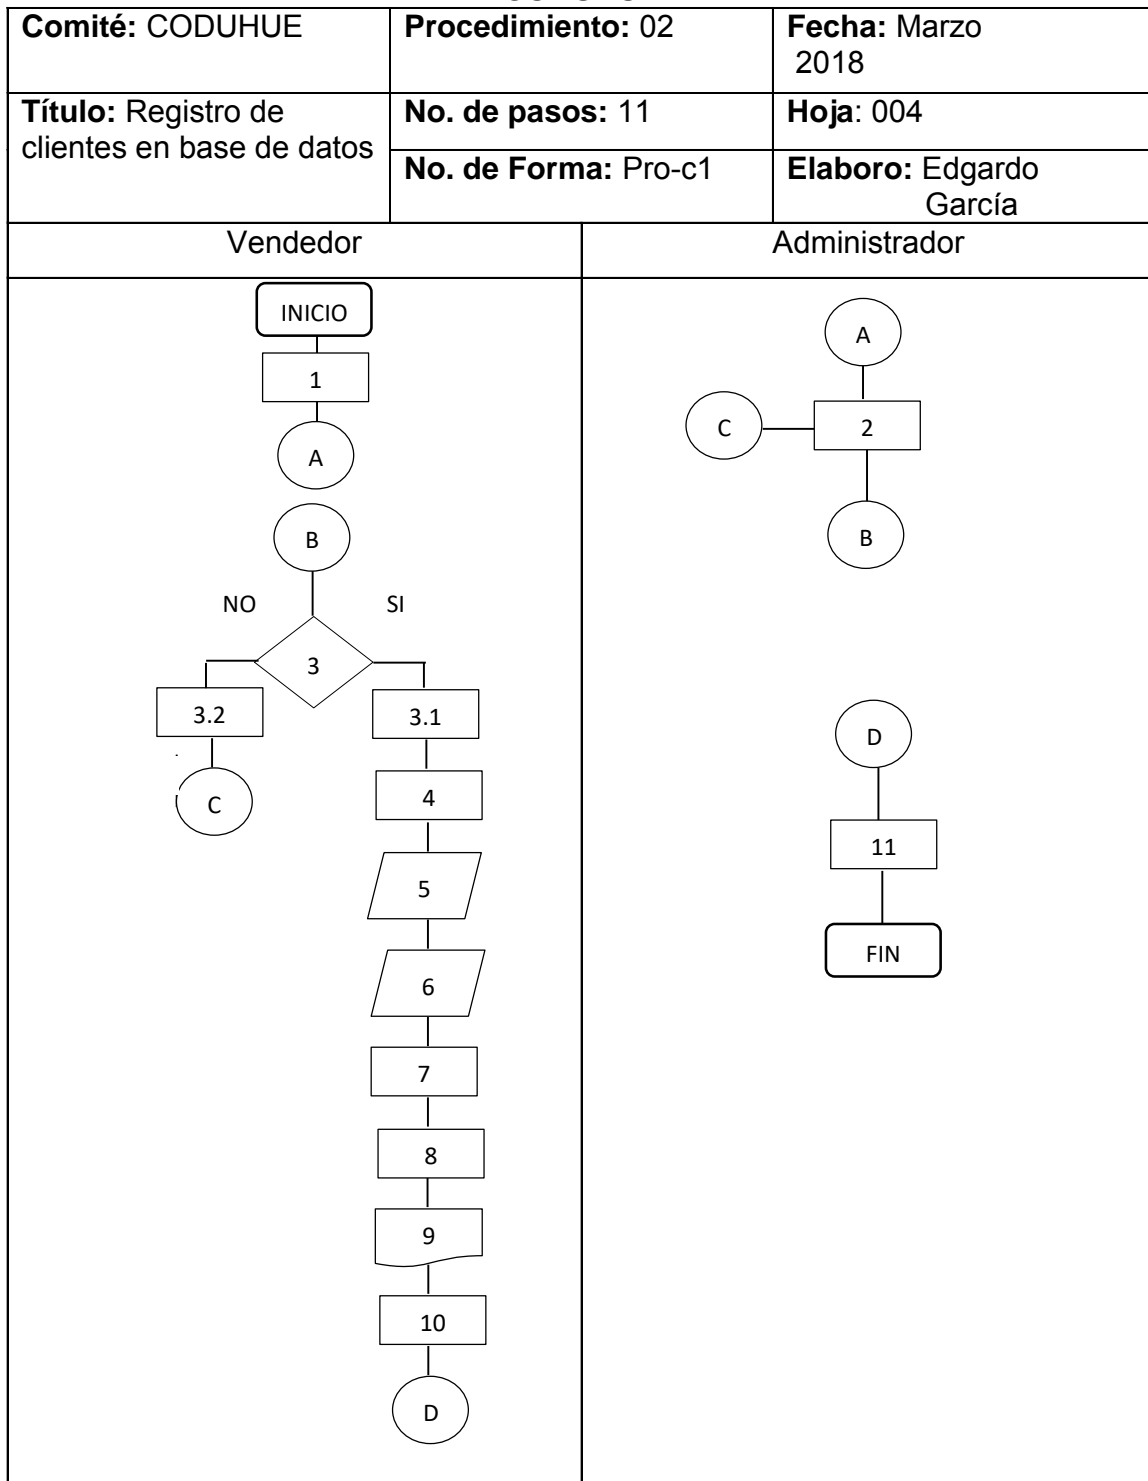 Comité: CODUHUE
Procedimiento: 02
Fecha: Marzo
2018
Título: Registro de
clientes en base de datos
No. de pasos: 11
Hoja: 004
No. de Forma: Pro-c1
Elaboro: Edgardo
García
Vendedor
Administrador
INICIO
1
A
B
NO
SI
3
3.2
3.1
C
4
5
6
7
8
9
10
D
A
C
2
B
D
11
FIN